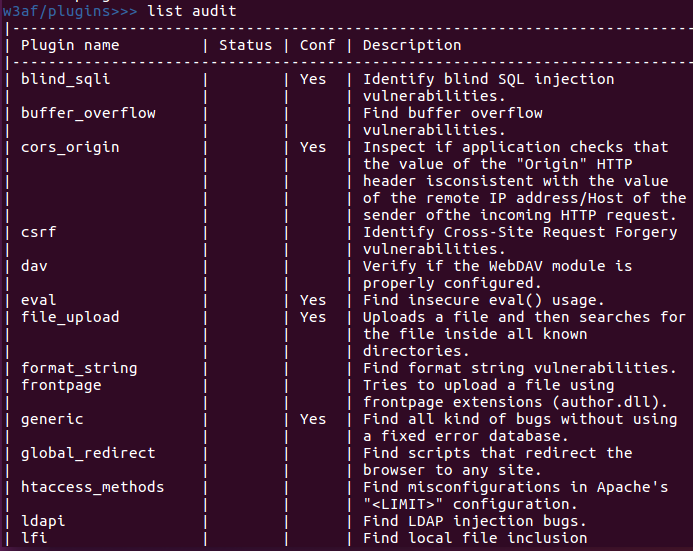 w3af/plugins>>> list audit
|-----------------------------------------------------------------------
| Plugin name | Status | Conf | Description
|-----------------------------------------------------------------------
| blind_sqli | | Yes | Identify blind SQL injection
| | | | vulnerabilities.
| buffer_overflow | | | Find buffer overflow
| | | | vulnerabilities.
| cors_origin | | Yes | Inspect if application checks that
| | | | the value of the "Origin" HTTP
| | | | header isconsistent with the value
| | | | of the remote IP address/Host of the
| | | | sender ofthe incoming HTTP request.
| csrf | | | Identify Cross-Site Request Forgery
| | | | vulnerabilities.
| dav | | | Verify if the WebDAV module is
| | | | properly configured.
| eval | | Yes | Find insecure eval() usage.
| file_upload | | Yes | Uploads a file and then searches for
| | | | the file inside all known
| | | | directories.
| format_string | | | Find format string vulnerabilities.
| frontpage | | | Tries to upload a file using
| | | | frontpage extensions (author.dll).
| generic | | Yes | Find all kind of bugs without using
| | | | a fixed error database.
| global_redirect | | | Find scripts that redirect the
| | | | browser to any site.
| htaccess_methods | | | Find misconfigurations in Apache's
| | | | "<LIMIT>" configuration.
| ldapi | | | Find LDAP injection bugs.
| lfi | | | Find local file inclusion